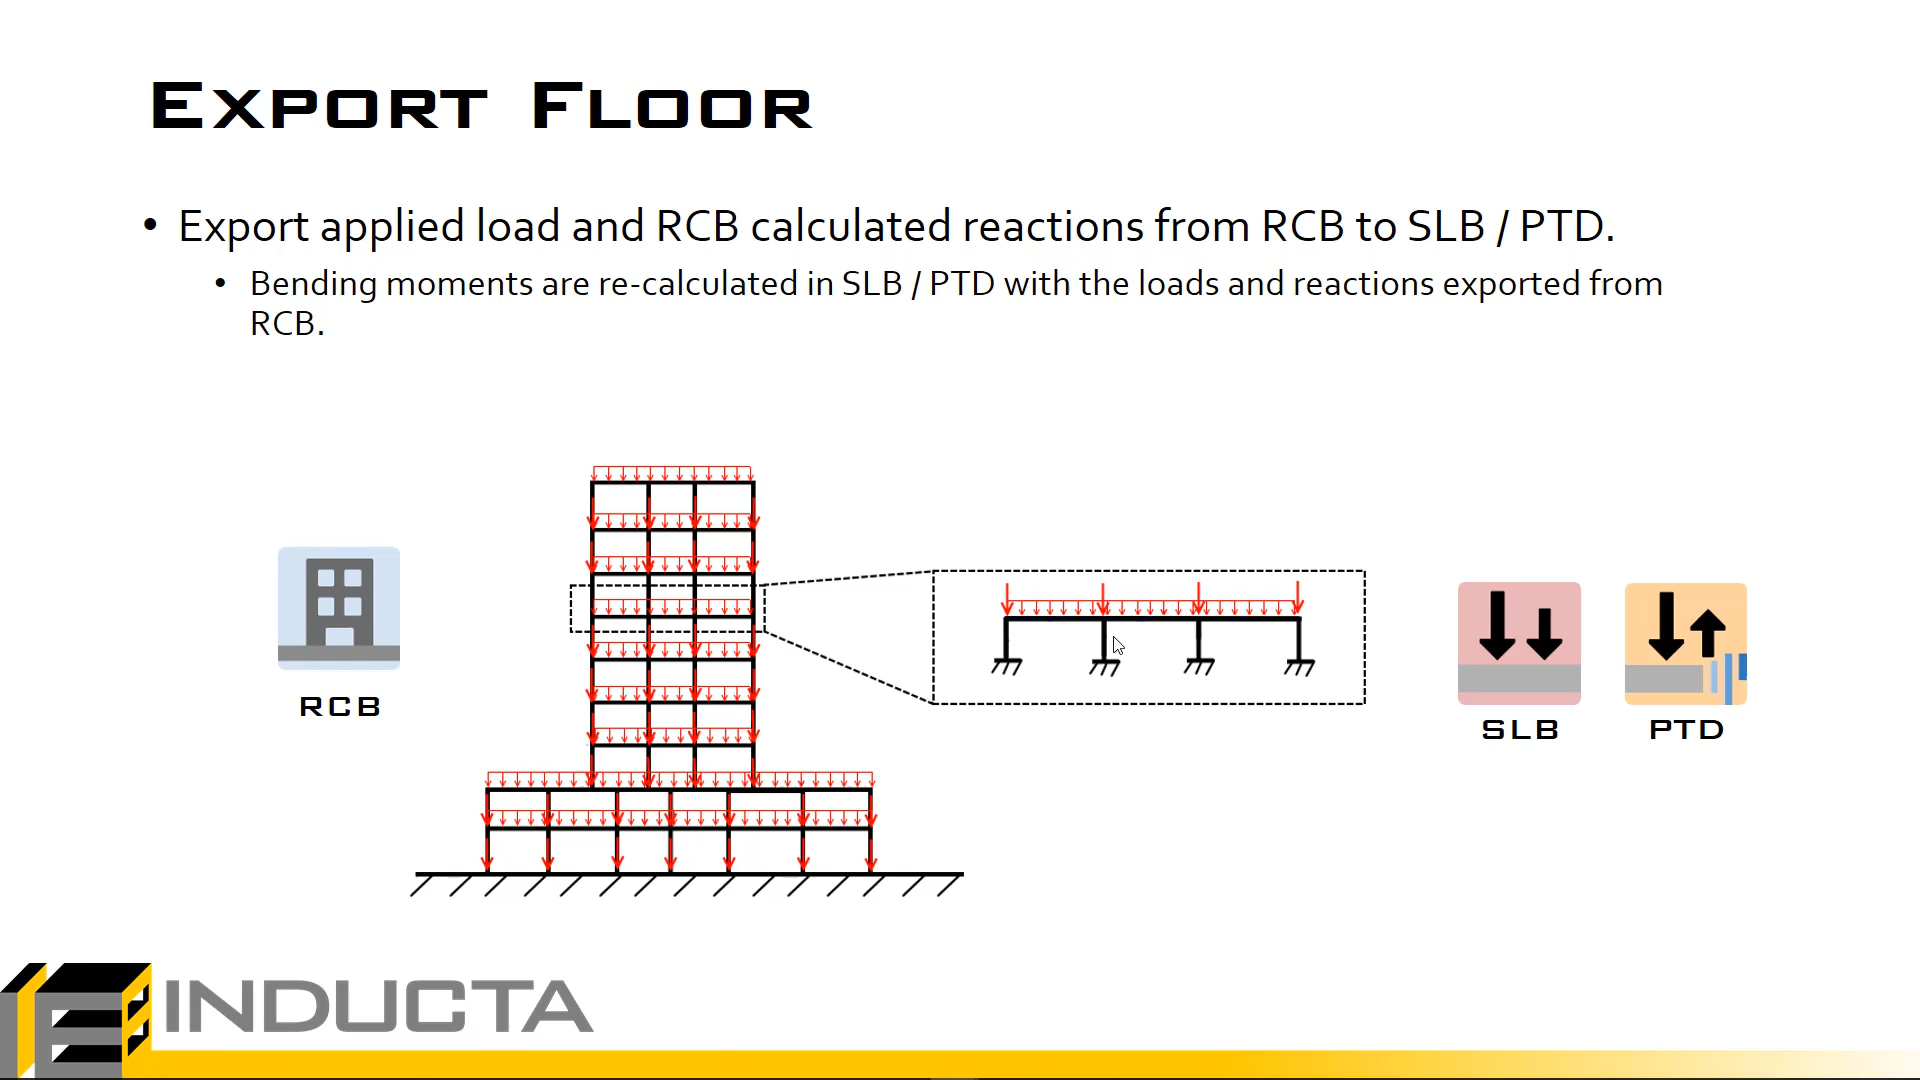 Export Floor
• Export applied load and RCB calculated reactions from RCB to SLB / PTD.
• Bending moments are re-calculated in SLB / PTD with the loads and reactions exported from
RCB.
RCB
SLB
PTD
INDUCTA